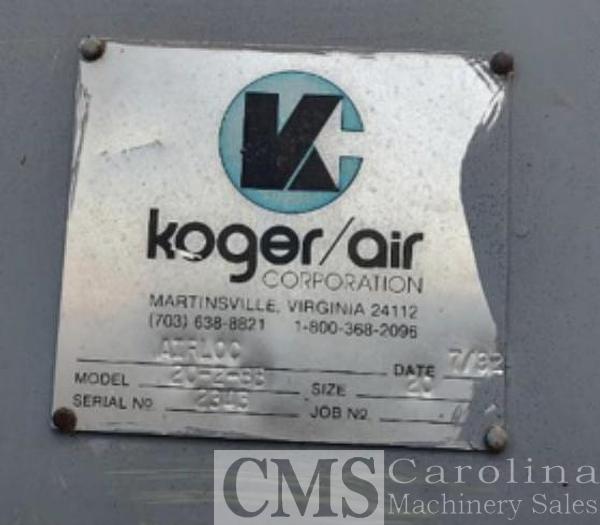 KC
koger/air
CORPORATION
MARTINSVILLE, VIRGINIA 24112
(703) 638-8821 1-800-368-2096
AIRLOC
DATE 7/92
MODEL SIZE 20
SERIAL NO JOB NO
CMS Carolina
Machinery Sales